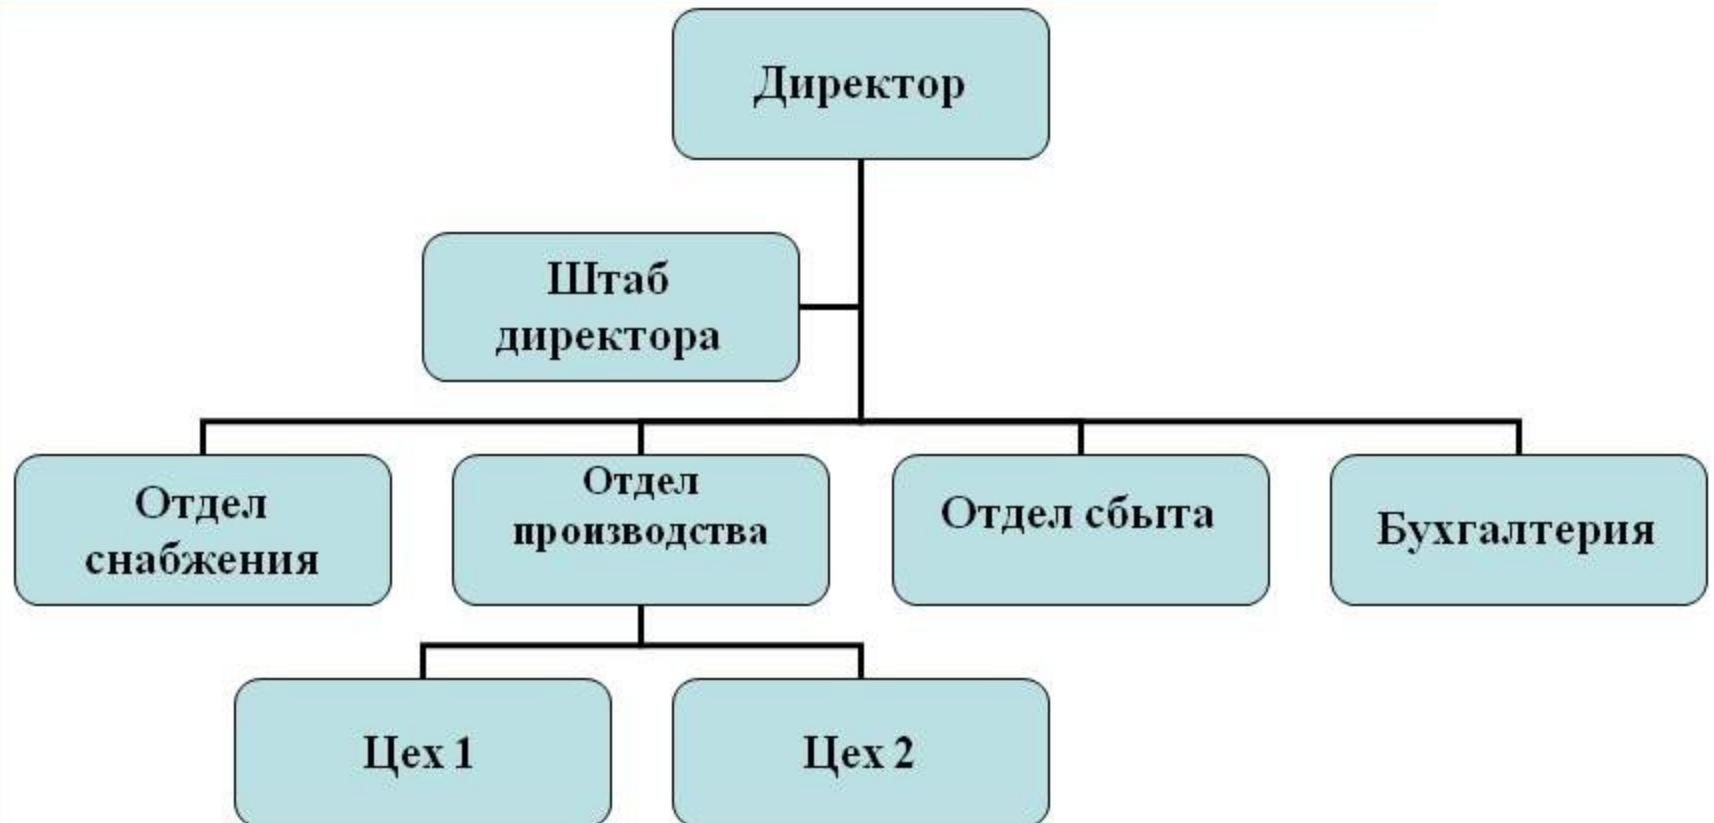 Директор
Штаб
директора
Отдел
снабжения
Отдел
производства
Отдел сбыта
Бухгалтерия
Цех 1
Цех 2